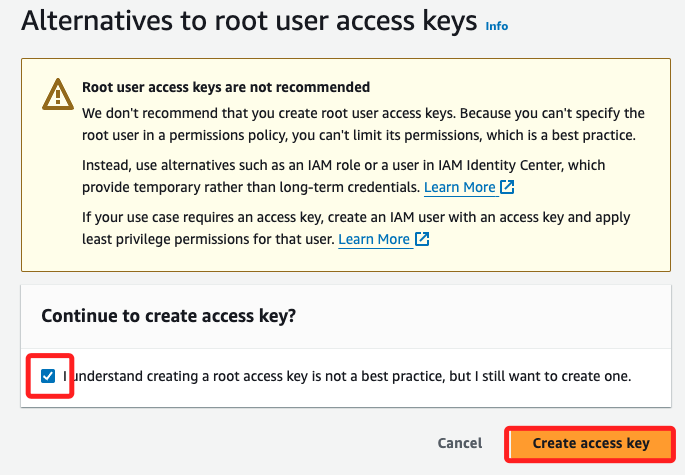 Alternatives to root user access keys Info
Root user access keys are not recommended
We don't recommend that you create root user access keys. Because you can't specify the
root user in a permissions policy, you can't limit its permissions, which is a best practice.
Instead, use alternatives such as an IAM role or a user in IAM Identity Center, which
provide temporary rather than long-term credentials. Learn More
If your use case requires an access key, create an IAM user with an access key and apply
least privilege permissions for that user. Learn More
Continue to create access key?
I understand creating a root access key is not a best practice, but I still want to create one.
Cancel Create access key